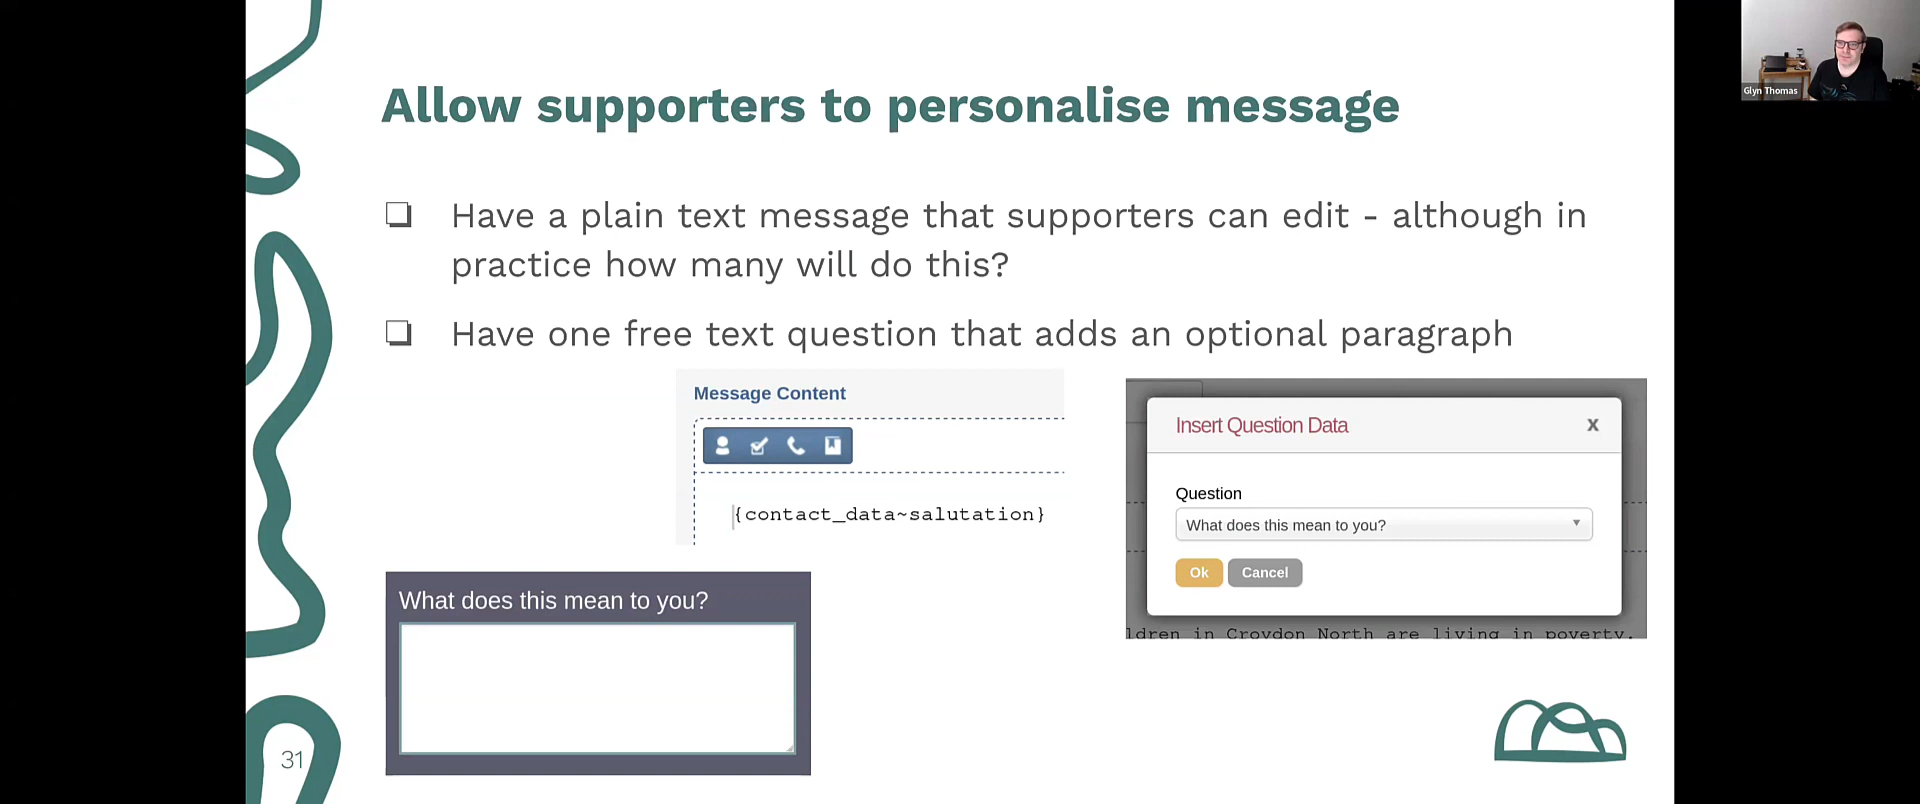 Allow supporters to personalise message
Glyn Thomas
Have a plain text message that supporters can edit - although in
practice how many will do this?
Have one free text question that adds an optional paragraph
Message Content
{contact_data~salutation}
Insert Question Data
X
Question
What does this mean to you?
Ok Cancel
ldren in Croydon North are living in poverty.
What does this mean to you?
31